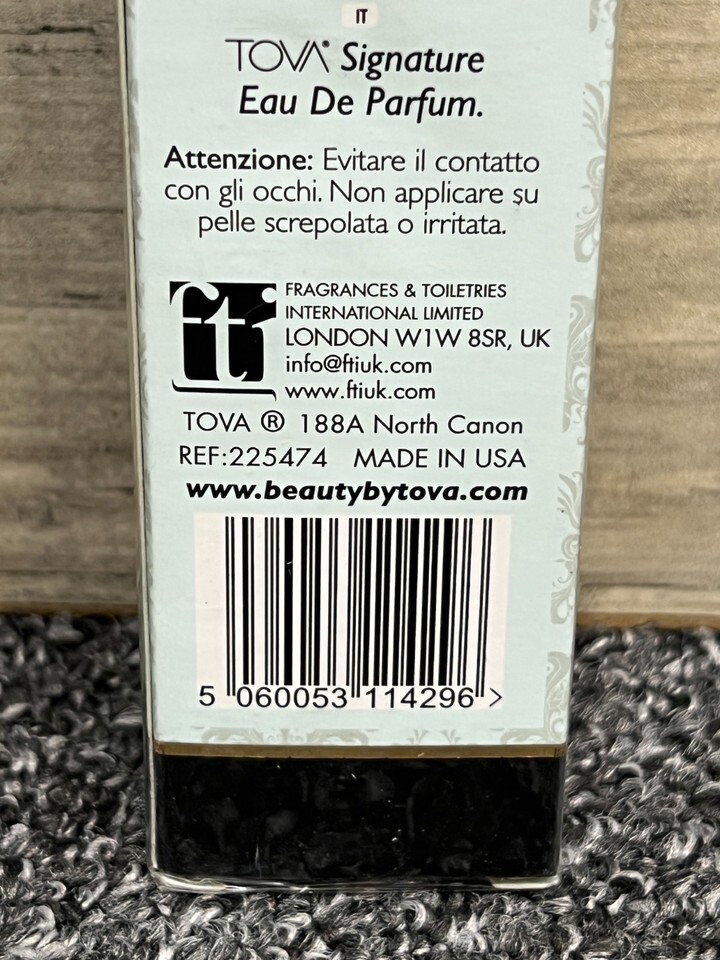 IT
TOVA® Signature
Eau De Parfum.
Attenzione: Evitare il contatto
con gli occhi. Non applicare su
pelle screpolata o irritata.
fti
FRAGRANCES & TOILETRIES
INTERNATIONAL LIMITED
LONDON W1W 8SR, UK
info@ftiuk.com
www.ftiuk.com
TOVA ® 188A North Canon
REF:225474 MADE IN USA
www.beautybytova.com
5 060053 114296 >